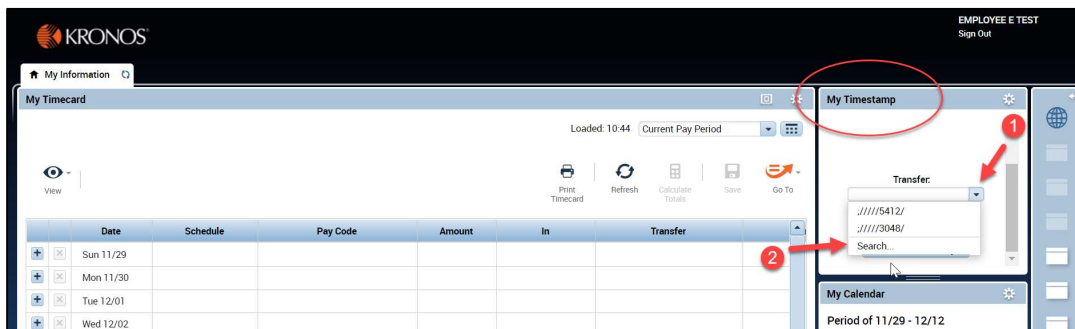 EMPLOYEE E TEST
KRONOS
Sign Out
My Information
My Timecard
My Timestamp
1
Loaded: 10:44 Current Pay Period
Transfer:
View
Print Timecard
Refresh
Calculate Totals
Save
Go To
;/////5412/
;/////3048/
Search...
2
Date Schedule Pay Code Amount In Transfer
Sun 11/29
Mon 11/30
Tue 12/01
Wed 12/02
My Calendar
Period of 11/29 - 12/12